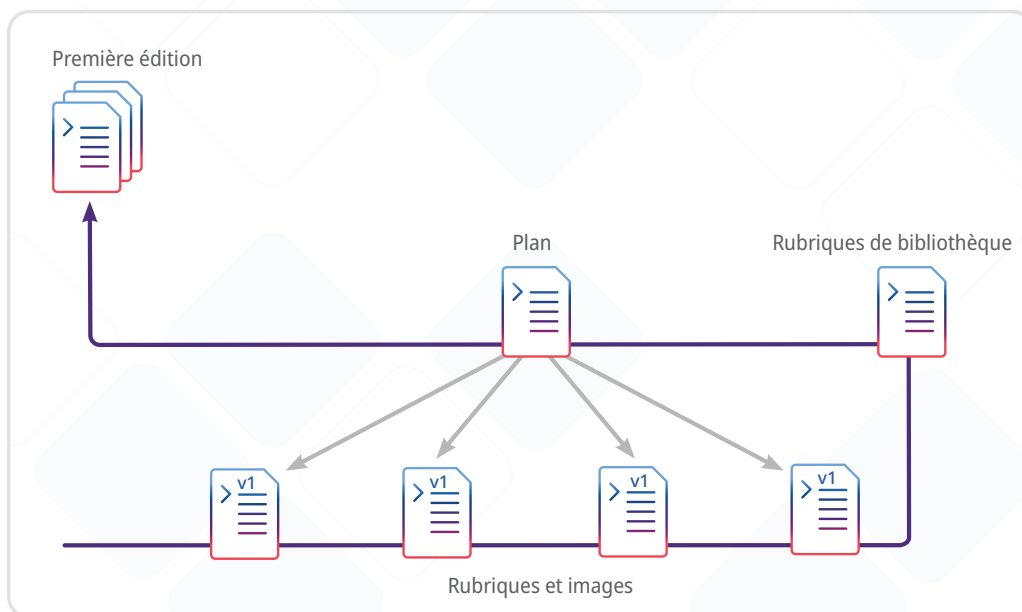 Première édition
Plan
Rubriques de bibliothèque
v1
v1
v1
v1
Rubriques et images